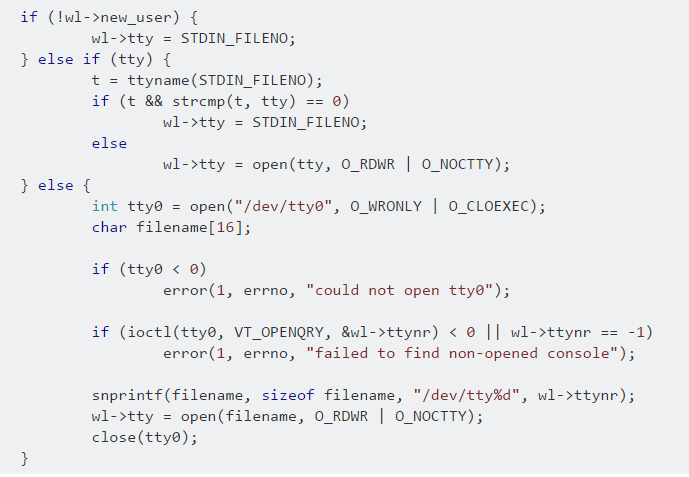 if (!wl->new_user) {
        wl->tty = STDIN_FILENO;
} else if (tty) {
        t = ttyname(STDIN_FILENO);
        if (t && strcmp(t, tty) == 0)
                wl->tty = STDIN_FILENO;
        else
                wl->tty = open(tty, O_RDWR | O_NOCTTY);
} else {
        int tty0 = open("/dev/tty0", O_WRONLY | O_CLOEXEC);
        char filename[16];

        if (tty0 < 0)
                error(1, errno, "could not open tty0");

        if (ioctl(tty0, VT_OPENQRY, &wl->ttynr) < 0 || wl->ttynr == -1)
                error(1, errno, "failed to find non-opened console");

        snprintf(filename, sizeof filename, "/dev/tty%d", wl->ttynr);
        wl->tty = open(filename, O_RDWR | O_NOCTTY);
        close(tty0);
}